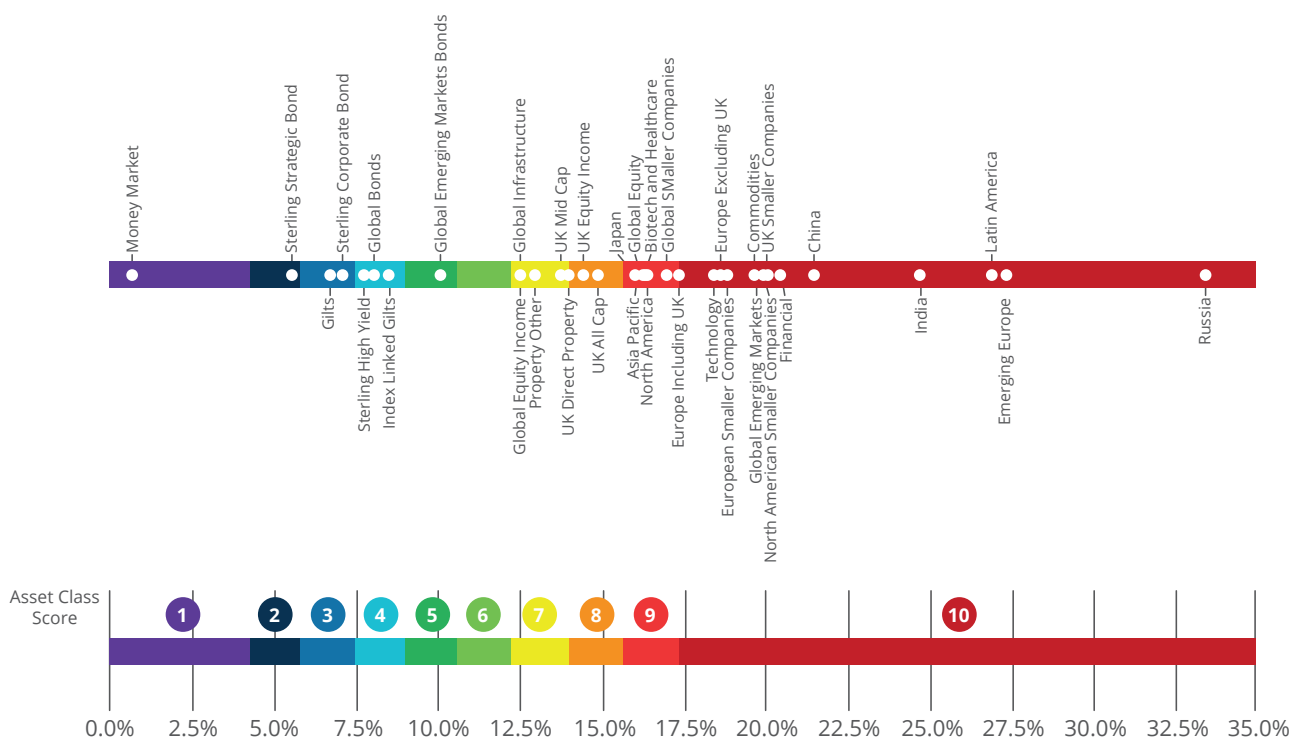 Money Market
Sterling Strategic Bond
Sterling Corporate Bond
Global Bonds
Global Emerging Markets Bonds
Global Infrastructure
UK Mid Cap
UK Equity Income
Japan
Global Equity
Biotech and Healthcare
Global SMaller Companies
Europe Excluding UK
Commodities
UK Smaller Companies
China
Latin America
Gilts
Sterling High Yield
Index Linked Gilts
Global Equity Income
Property Other
UK Direct Property
UK All Cap
Asia Pacific
North America
Europe Including UK
Technology
European Smaller Companies
Global Emerging Markets
North American Smaller Companies
Financial
India
Emerging Europe
Russia
Asset Class
Score
1 2 3 4 5 6 7 8 9 10
0.0% 2.5% 5.0% 7.5% 10.0% 12.5% 15.0% 17.5% 20.0% 22.5% 25.0% 27.5% 30.0% 32.5% 35.0%